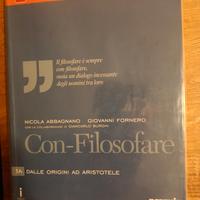 Il filosofare è sempre
con-filosofare,
ossia un dialogo incessante
degli uomini tra loro
NICOLA ABBAGNANO GIOVANNI FORNERO
CON LA COLLABORAZIONE DI GIANCARLO BURGHI
Con-Filosofare
1A DALLE ORIGINI AD ARISTOTELE